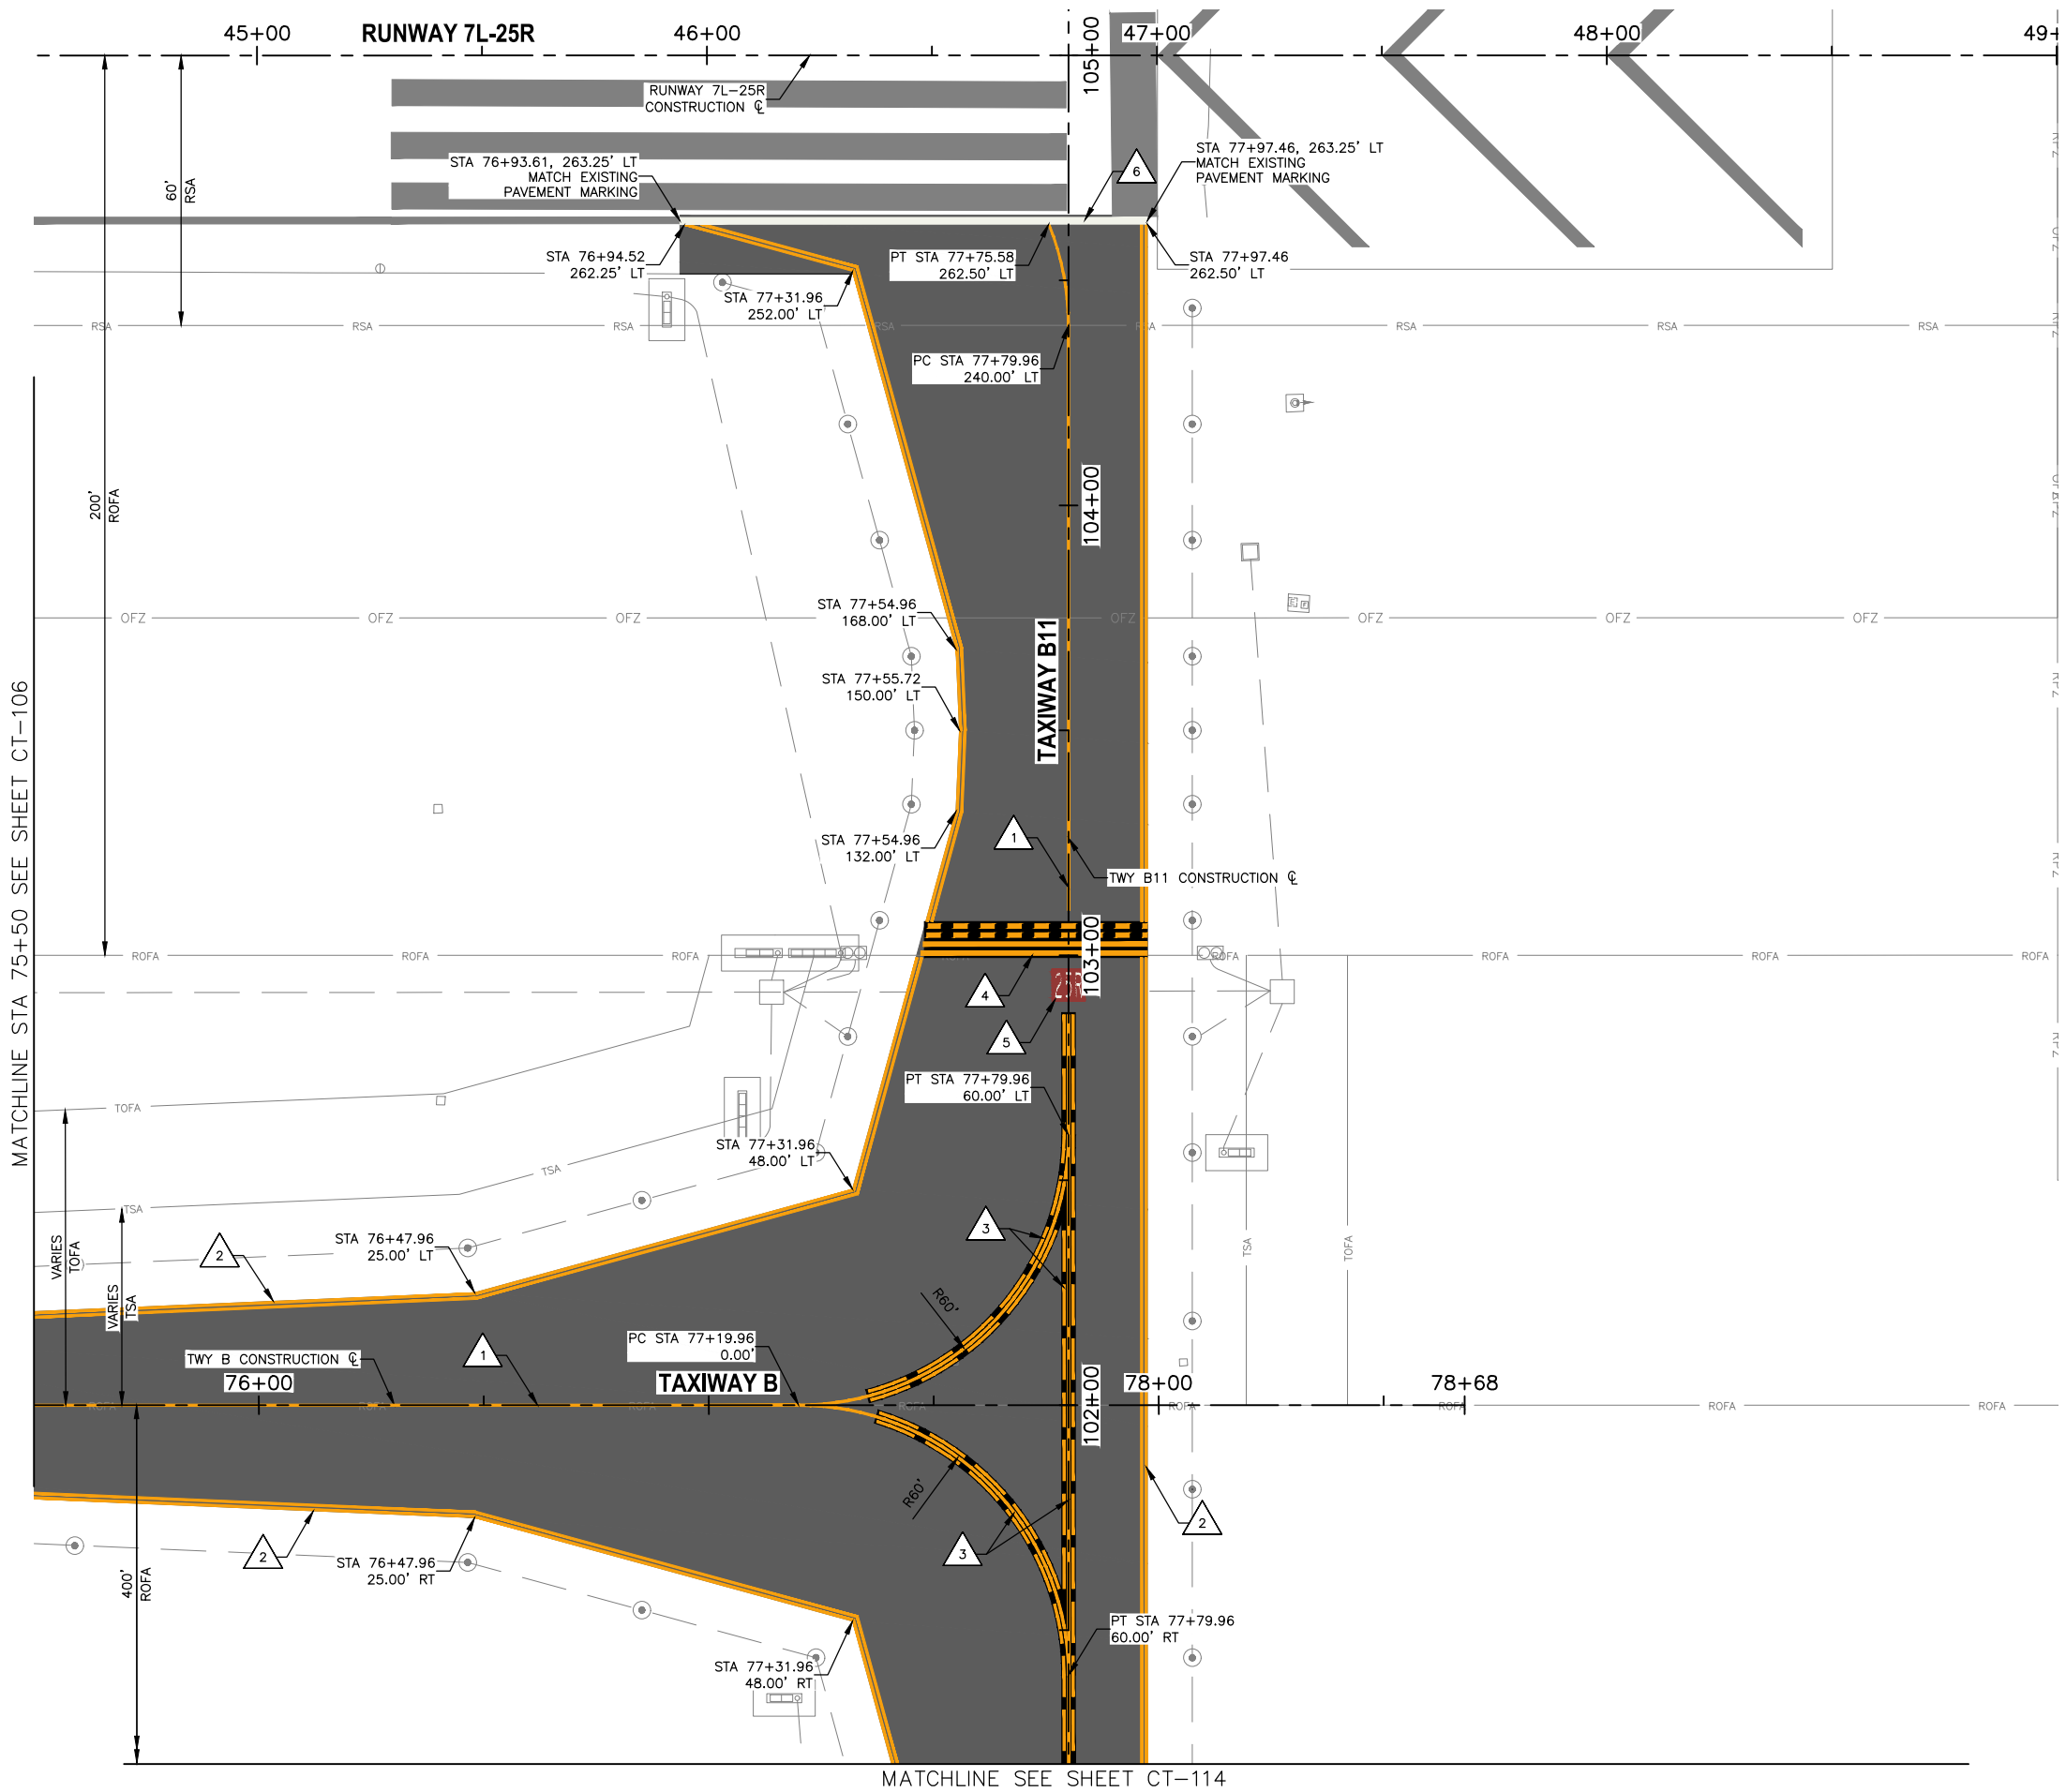 45+00
RUNWAY 7L-25R
46+00
105+00
47+00
48+00
RUNWAY 7L-25R
CONSTRUCTION ℄
60'
RSA
STA 76+93.61, 263.25' LT
MATCH EXISTING
PAVEMENT MARKING
6
STA 77+97.46, 263.25' LT
MATCH EXISTING
PAVEMENT MARKING
STA 76+94.52
262.25' LT
PT STA 77+75.58
262.50' LT
STA 77+97.46
262.50' LT
STA 77+31.96
252.00' LT
RSA
RSA
RSA
RSA
RSA
RSA
RSA
RSA
PC STA 77+79.96
240.00' LT
200'
ROFA
104+00
OFZ
OFZ
OFZ
OFZ
OFZ
OFZ
OFZ
STA 77+54.96
168.00' LT
TAXIWAY B11
STA 77+55.72
150.00' LT
MATCHLINE STA 75+50 SEE SHEET CT-106
STA 77+54.96
132.00' LT
1
TWY B11 CONSTRUCTION ℄
103+00
ROFA
ROFA
ROFA
ROFA
ROFA
ROFA
ROFA
4
5
PT STA 77+79.96
60.00' LT
TOFA
STA 77+31.96
48.00' LT
TSA
TSA
2
STA 76+47.96
25.00' LT
3
VARIES
TOFA
VARIES
TSA
TSA
TOFA
R60'
PC STA 77+19.96
0.00'
TWY B CONSTRUCTION ℄
1
76+00
TAXIWAY B
102+00
78+00
78+68
ROFA
ROFA
ROFA
ROFA
ROFA
ROFA
ROFA
ROFA
R60'
400'
ROFA
2
STA 76+47.96
25.00' RT
3
2
PT STA 77+79.96
60.00' RT
STA 77+31.96
48.00' RT
MATCHLINE SEE SHEET CT-114